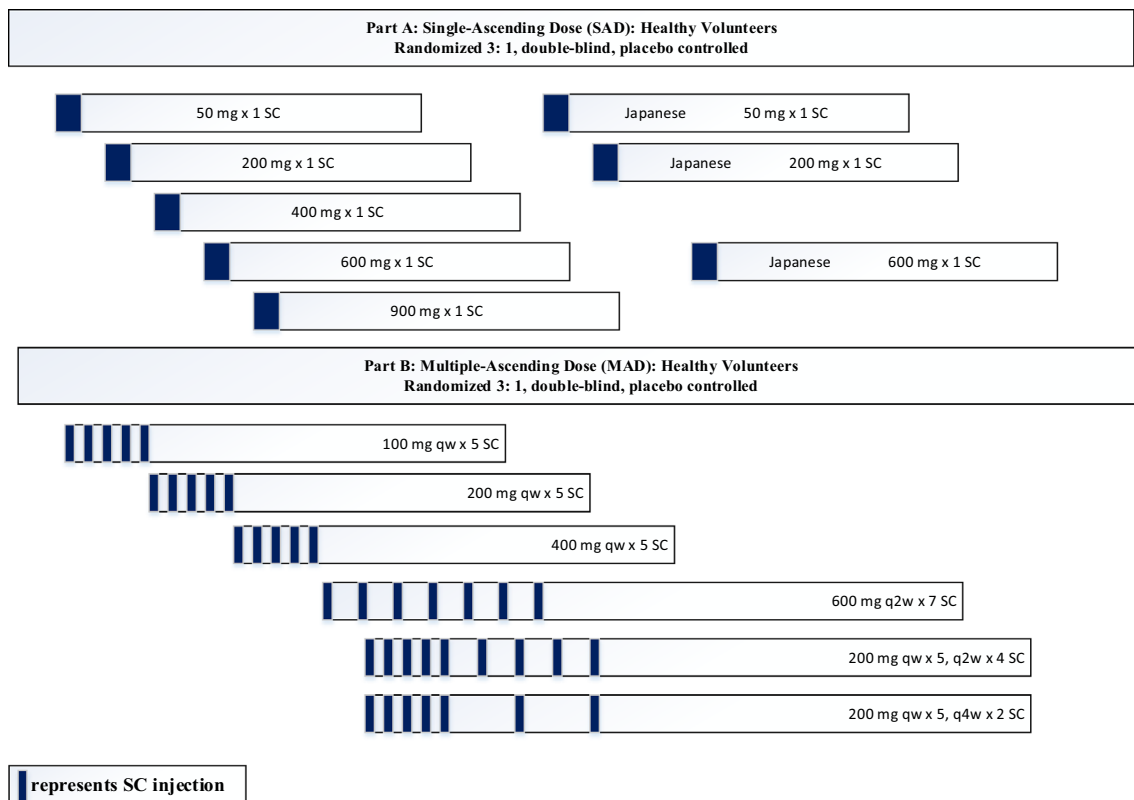 Part A: Single-Ascending Dose (SAD): Healthy Volunteers
Randomized 3: 1, double-blind, placebo controlled
50 mg x 1 SC
Japanese 50 mg x 1 SC
200 mg x 1 SC
Japanese 200 mg x 1 SC
400 mg x 1 SC
600 mg x 1 SC
Japanese 600 mg x 1 SC
900 mg x 1 SC
Part B: Multiple-Ascending Dose (MAD): Healthy Volunteers
Randomized 3: 1, double-blind, placebo controlled
100 mg qw x 5 SC
200 mg qw x 5 SC
400 mg qw x 5 SC
600 mg q2w x 7 SC
200 mg qw x 5, q2w x 4 SC
200 mg qw x 5, q4w x 2 SC
represents SC injection